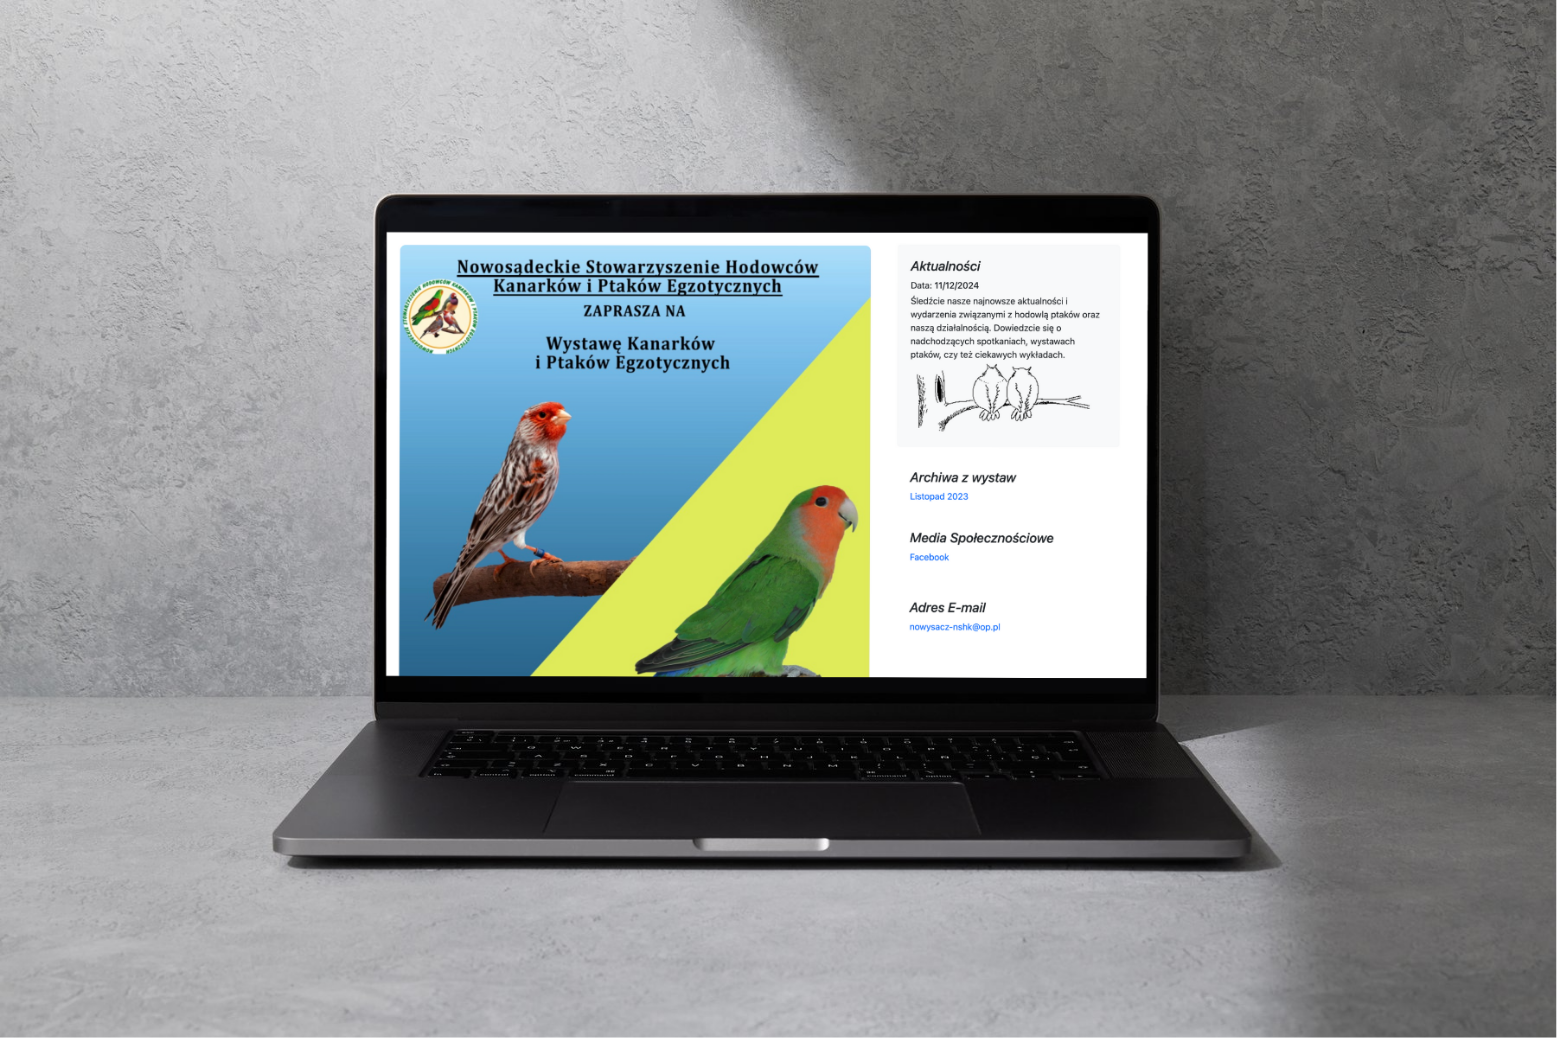 Nowosądeckie Stowarzyszenie Hodowców
Kanarków i Ptaków Egzotycznych
ZAPRASZA NA
Wystawę Kanarków
i Ptaków Egzotycznych
Aktualności
Data: 11/12/2024
Śledźcie nasze najnowsze aktualności i
wydarzenia związanymi z hodowlą ptaków oraz
naszą działalnością. Dowiedzcie się o
nadchodzących spotkaniach, wystawach
ptaków, czy też ciekawych wykładach.
Archiwa z wystaw
Listopad 2023
Media Społecznościowe
Facebook
Adres E-mail
nowysacz-nshk@op.pl